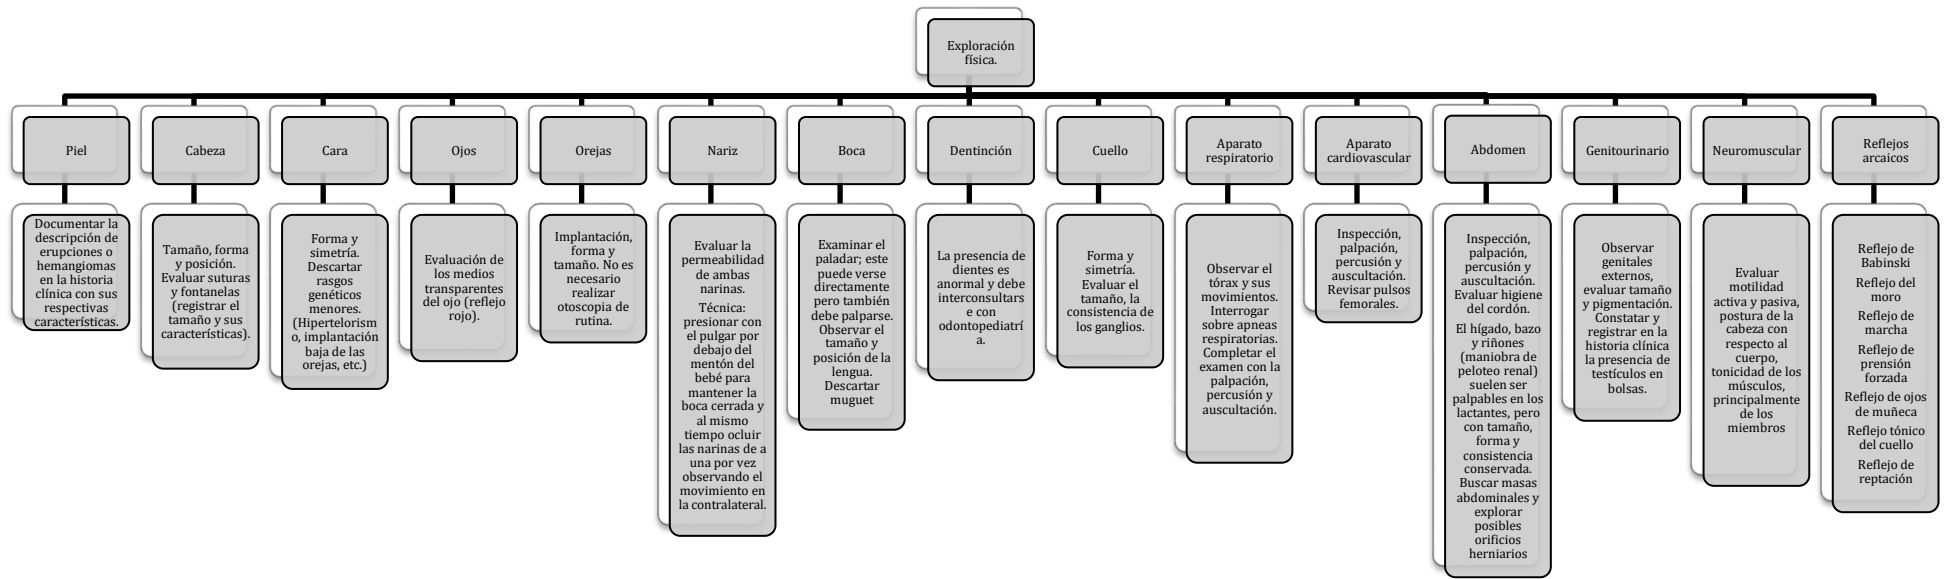 Exploración
física.
Piel
Cabeza
Cara
Ojos
Orejas
Nariz
Boca
Dentinción
Cuello
Aparato
respiratorio
Aparato
cardiovascular
Abdomen
Genitourinario
Neuromuscular
Reflejos
arcaicos
Documentar la
descripción de
erupciones o
hemangiomas
en la historia
clínica con sus
respectivas
características.
Tamaño, forma
y posición.
Evaluar suturas
y fontanelas
(registrar el
tamaño y sus
características).
Forma y
simetría.
Descartar
rasgos
genéticos
menores.
(Hipertelorism
o, implantación
baja de las
orejas, etc.)
Evaluación de
los medios
transparentes
del ojo (reflejo
rojo).
Implantación,
forma y
tamaño. No es
necesario
realizar
otoscopia de
rutina.
Evaluar la
permeabilidad
de ambas
narinas.
Técnica:
presionar con
el pulgar por
debajo del
mentón del
bebé para
mantener la
boca cerrada y
al mismo
tiempo ocluir
las narinas de a
una por vez
observando el
movimiento en
la contralateral.
Examinar el
paladar; este
puede verse
directamente
pero también
debe palparse.
Observar el
tamaño y
posición de la
lengua.
Descartar
muguet
La presencia de
dientes es
anormal y debe
interconsultars
e con
odontopediatrí
a.
Forma y
simetría.
Evaluar el
tamaño, la
consistencia de
los ganglios.
Observar el
tórax y sus
movimientos.
Interrogar
sobre apneas
respiratorias.
Completar el
examen con la
palpación,
percusión y
auscultación.
Inspección,
palpación,
percusión y
auscultación.
Revisar pulsos
femorales.
Inspección,
palpación,
percusión y
auscultación.
Evaluar higiene
del cordón.
El hígado, bazo
y riñones
(maniobra de
peloteo renal)
suelen ser
palpables en los
lactantes, pero
con tamaño,
forma y
consistencia
conservada.
Buscar masas
abdominales y
explorar
posibles
orificios
herniarios
Observar
genitales
externos,
evaluar tamaño
y pigmentación.
Constatar y
registrar en la
historia clínica
la presencia de
testículos en
bolsas.
Evaluar
motilidad
activa y pasiva,
postura de la
cabeza con
respecto al
cuerpo,
tonicidad de los
músculos,
principalmente
de los
miembros
Reflejo de
Babinski
Reflejo del
moro
Reflejo de
marcha
Reflejo de
prensión
forzada
Reflejo de ojos
de muñeca
Reflejo tónico
del cuello
Reflejo de
reptación